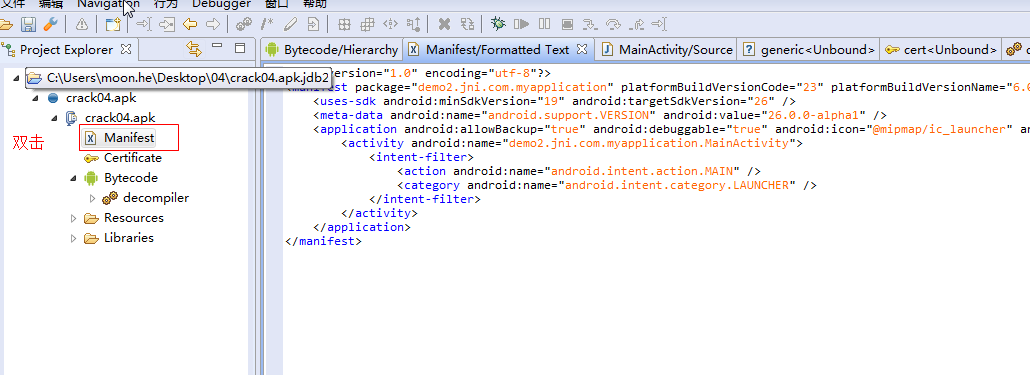 文件 编辑 Navigation 行为 Debugger 窗口 帮助
Project Explorer
Bytecode/Hierarchy Manifest/Formatted Text MainActivity/Source generic<Unbound> cert<Unbound>
C:\Users\moon.he\Desktop\04\crack04.apk.jdb2
crack04.apk
crack04.apk
双击 Manifest
Certificate
Bytecode
decompiler
Resources
Libraries
version="1.0" encoding="utf-8"?>
manifest package="demo2.jni.com.myapplication" platformBuildVersionCode="23" platformBuildVersionName="6.0
<uses-sdk android:minSdkVersion="19" android:targetSdkVersion="26" />
<meta-data android:name="android.support.VERSION" android:value="26.0.0-alpha1" />
<application android:allowBackup="true" android:debuggable="true" android:icon="@mipmap/ic_launcher" an
<activity android:name="demo2.jni.com.myapplication.MainActivity">
<intent-filter>
<action android:name="android.intent.action.MAIN" />
<category android:name="android.intent.category.LAUNCHER" />
</intent-filter>
</activity>
</application>
</manifest>